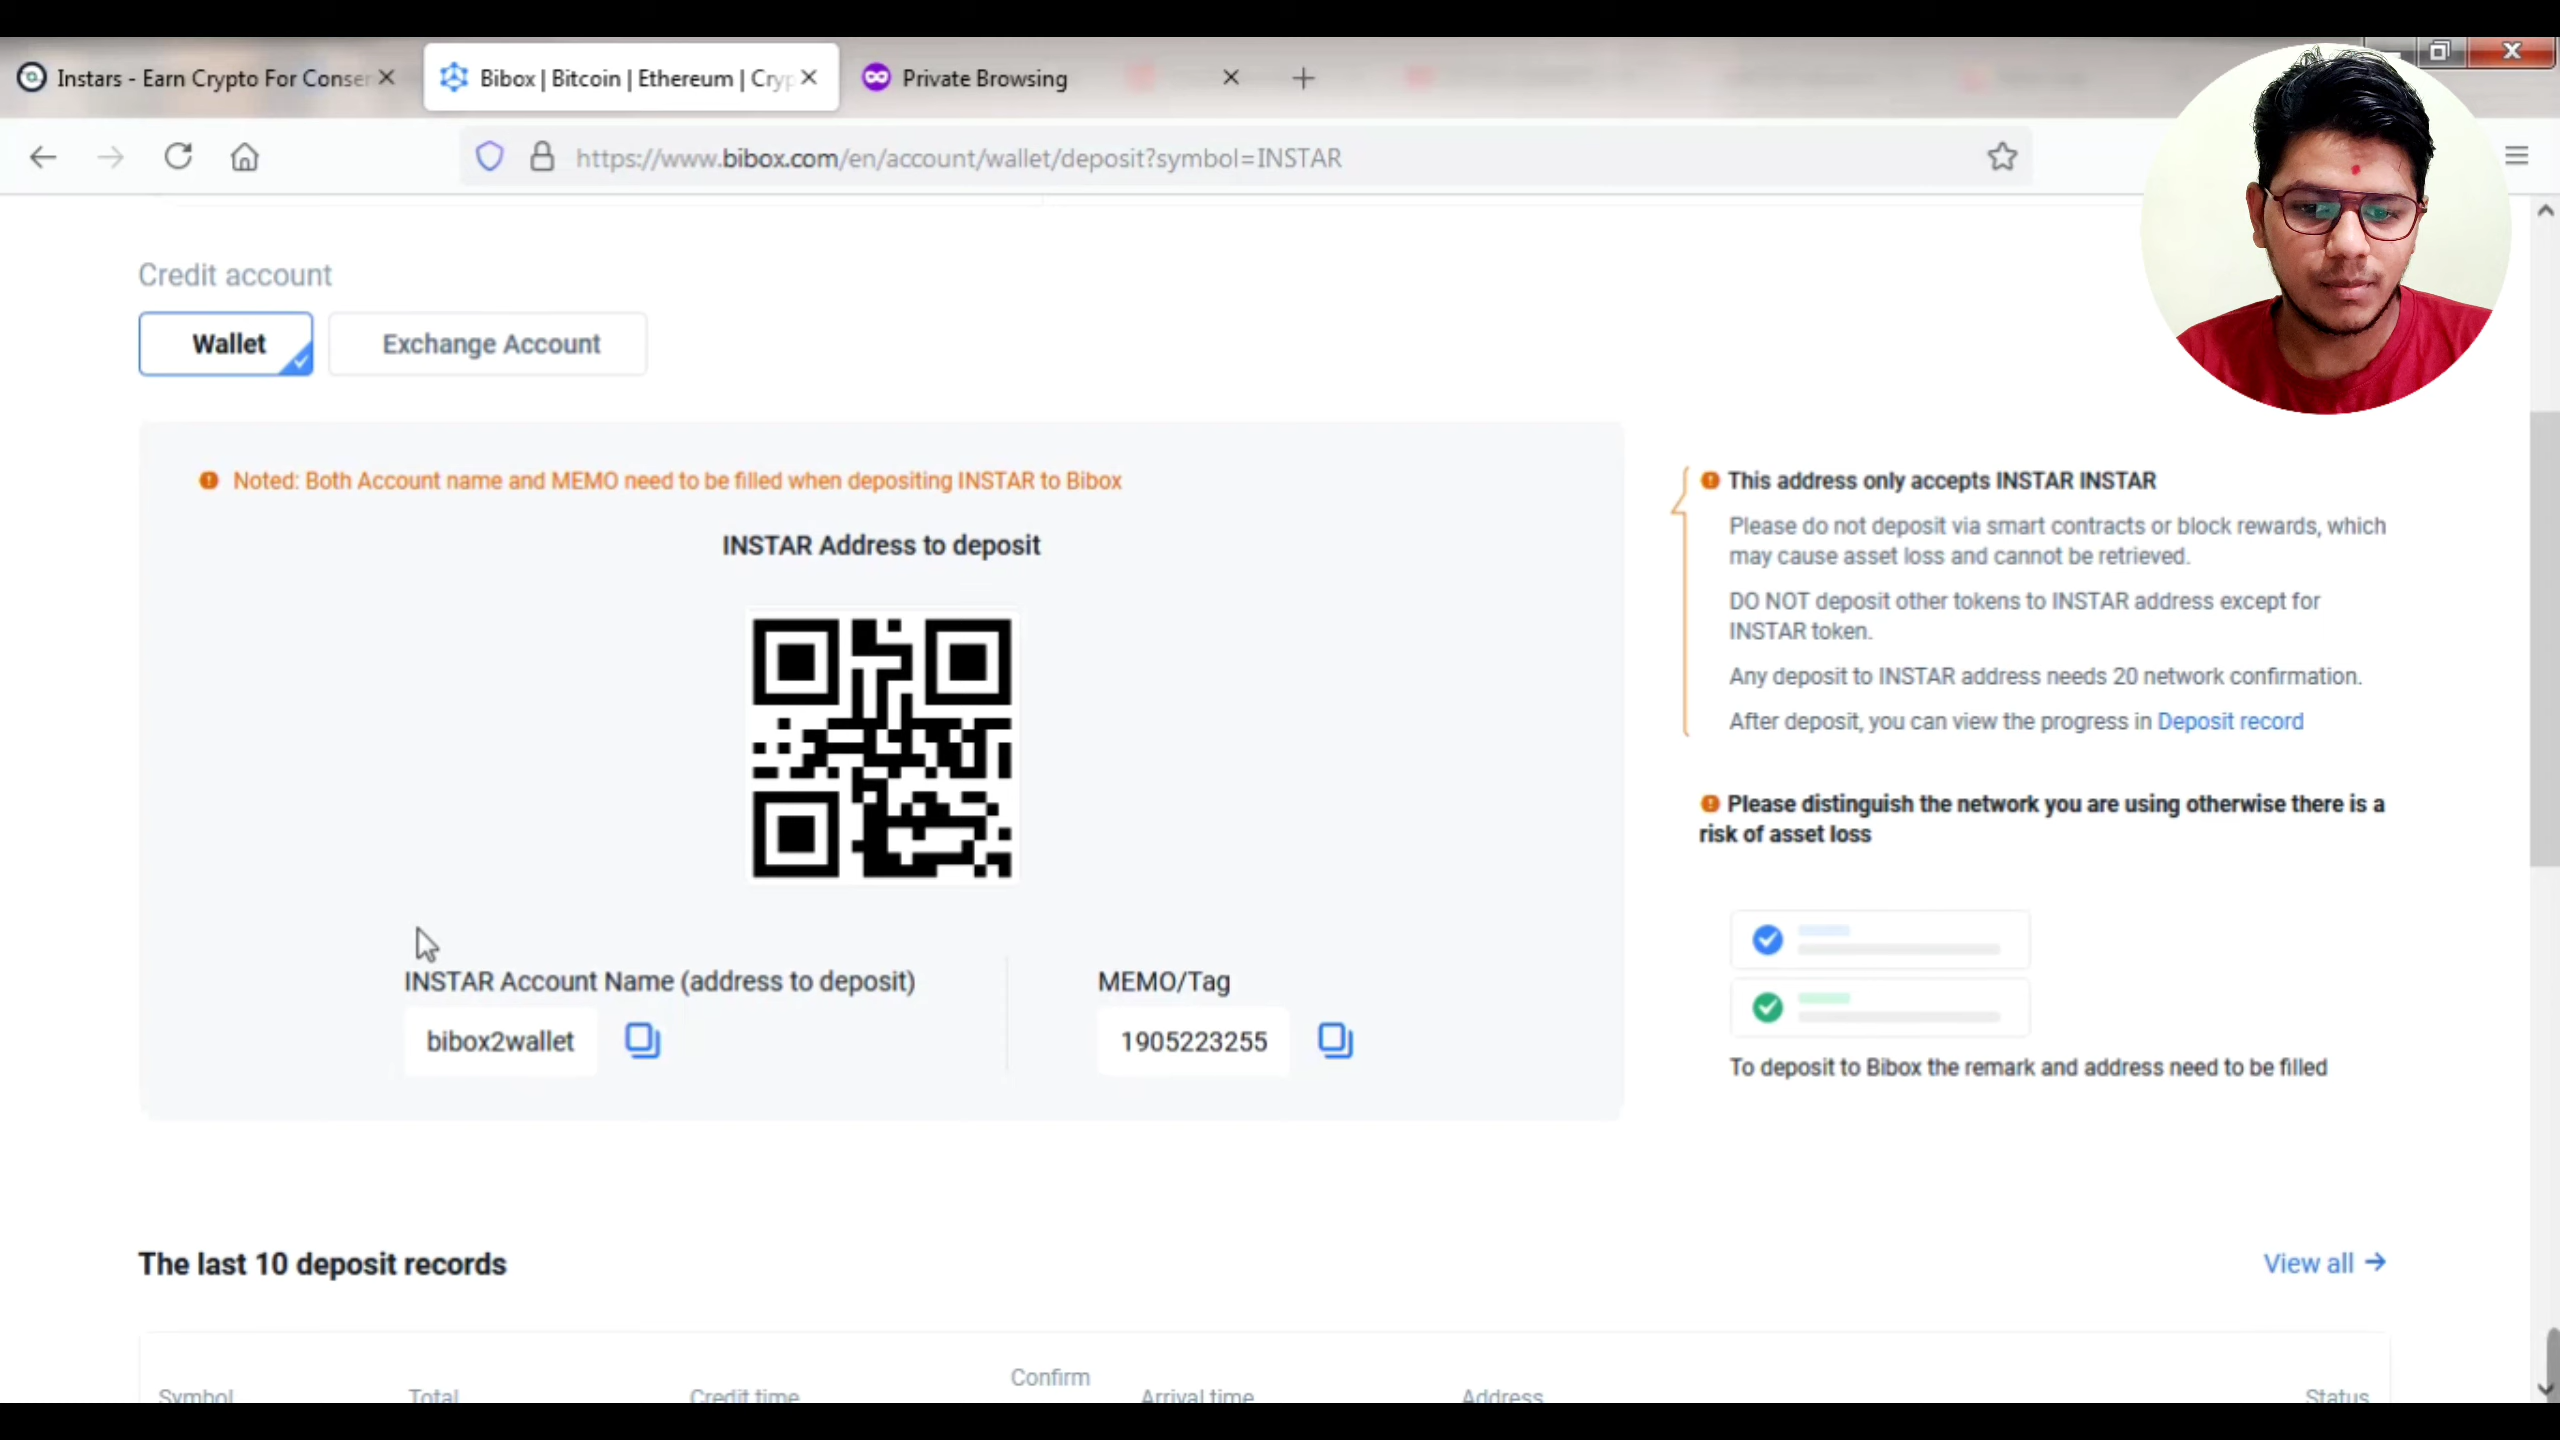 Instars - Earn Crypto For Conser
Bibox | Bitcoin | Ethereum | Cryp
Private Browsing
https://www.bibox.com/en/account/wallet/deposit?symbol=INSTAR
Credit account
Wallet
Exchange Account
Noted: Both Account name and MEMO need to be filled when depositing INSTAR to Bibox
INSTAR Address to deposit
INSTAR Account Name (address to deposit)
bibox2wallet
MEMO/Tag
1905223255
This address only accepts INSTAR INSTAR
Please do not deposit via smart contracts or block rewards, which
may cause asset loss and cannot be retrieved.
DO NOT deposit other tokens to INSTAR address except for
INSTAR token.
Any deposit to INSTAR address needs 20 network confirmation.
After deposit, you can view the progress in Deposit record
Please distinguish the network you are using otherwise there is a
risk of asset loss
To deposit to Bibox the remark and address need to be filled
The last 10 deposit records
View all
Symbol
Total
Credit time
Confirm
Arrival time
Address
Status